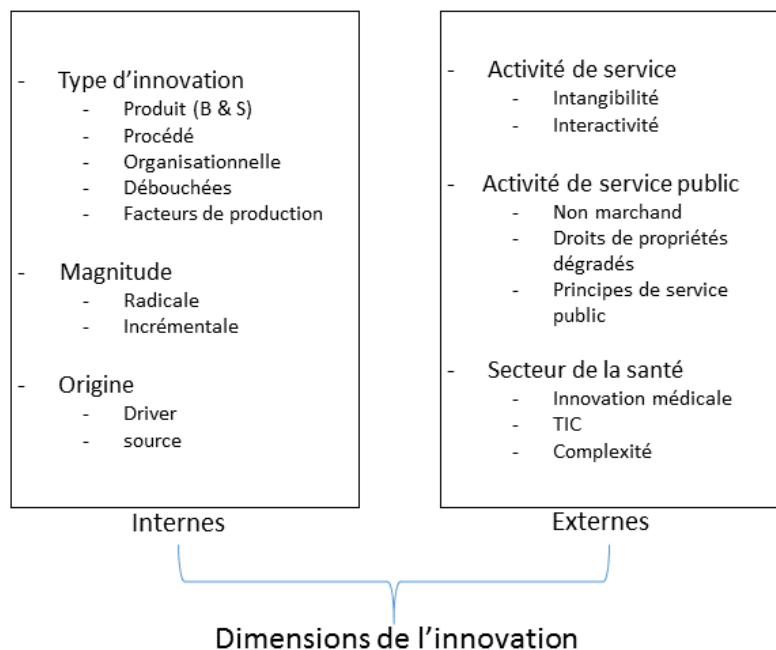 - Type d’innovation
- Produit (B & S)
- Procédé
- Organisationnelle
- Débouchées
- Facteurs de production
- Magnitude
- Radicale
- Incrémentale
- Origine
- Driver
- source
Internes
- Activité de service
- Intangibilité
- Interactivité
- Activité de service public
- Non marchand
- Droits de propriétés
dégradés
- Principes de service
public
- Secteur de la santé
- Innovation médicale
- TIC
- Complexité
Externes
Dimensions de l’innovation